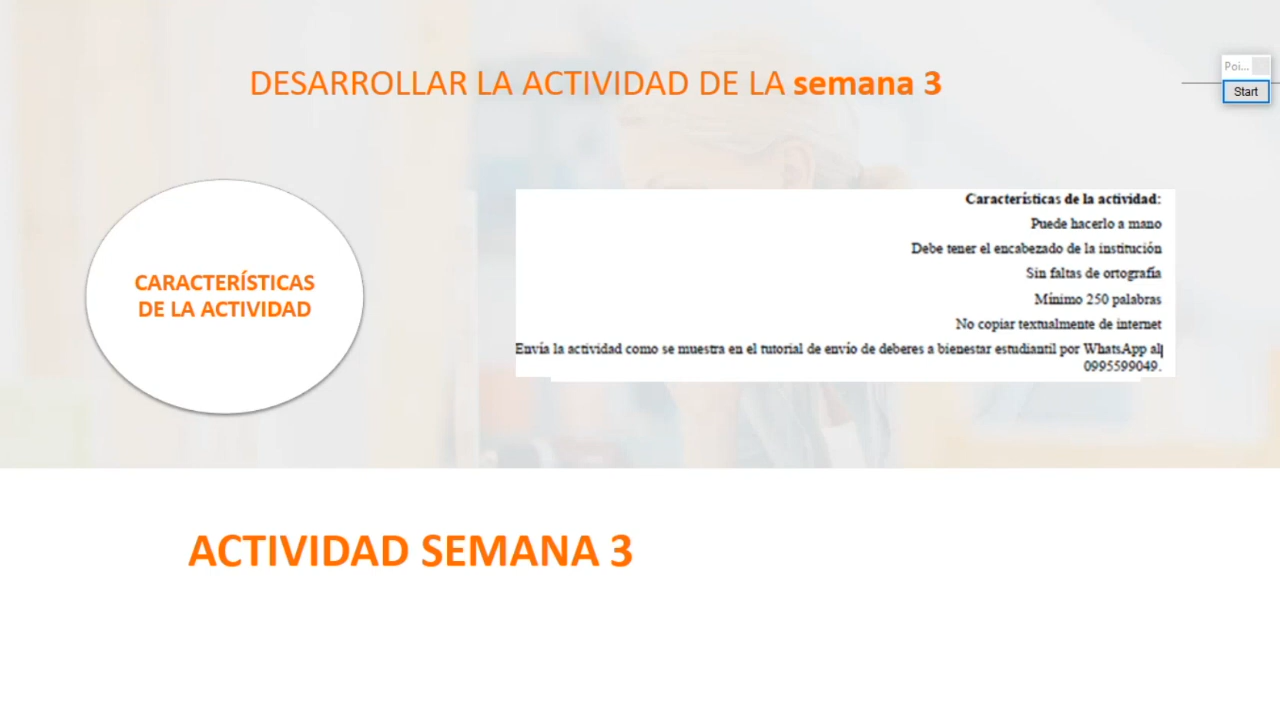 DESARROLLAR LA ACTIVIDAD DE LA semana 3
Poi...
Start
CARACTERÍSTICAS
DE LA ACTIVIDAD
Características de la actividad:
Puede hacerlo a mano
Debe tener el encabezado de la institución
Sin faltas de ortografía
Mínimo 250 palabras
No copiar textualmente de internet
Envía la actividad como se muestra en el tutorial de envío de deberes a bienestar estudiantil por WhatsApp al
0995599049.
ACTIVIDAD SEMANA 3